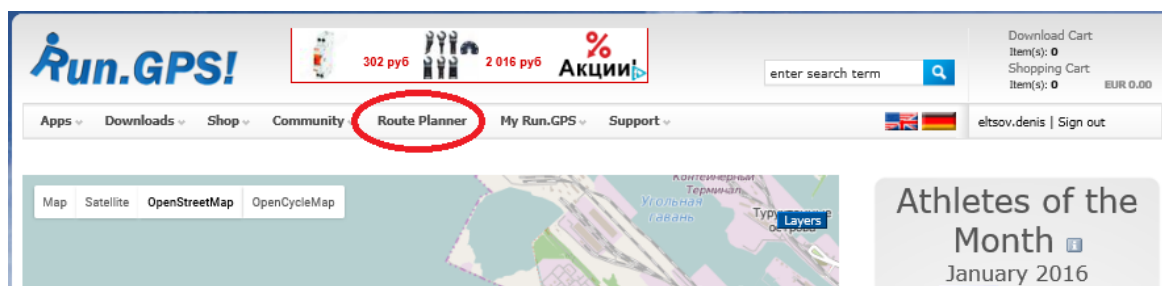 Run.GPS!
302 руб
2 016 руб
%
Акции!
enter search term
Download Cart
Item(s): 0
Shopping Cart
Item(s): 0 EUR 0.00
Apps Downloads Shop Community Route Planner My Run.GPS Support
eltsov.denis | Sign out
Map Satellite OpenStreetMap OpenCycleMap
Контейнерный
Терминал
Угольная
гавань
Layers
Athletes of the
Month
January 2016